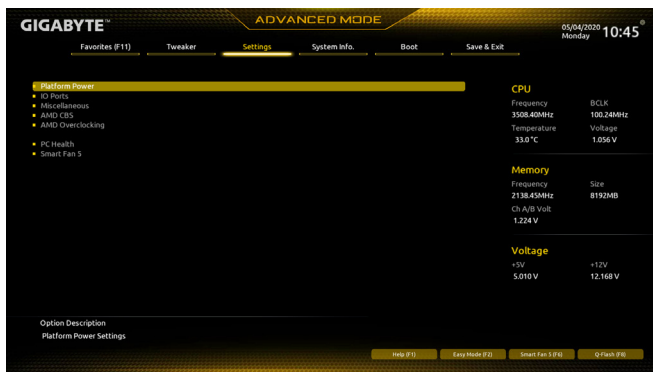 GIGABYTE™
ADVANCED MODE
05/04/2020
Monday
10:45
Favorites (F11) Tweaker Settings System Info. Boot Save & Exit
Platform Power
IO Ports
Miscellaneous
AMD CBS
AMD Overclocking
PC Health
Smart Fan 5
CPU
Frequency BCLK
3508.40MHz 100.24MHz
Temperature Voltage
33.0 °C 1.056 V
Memory
Frequency Size
2138.45MHz 8192MB
Ch A/B Volt
1.224 V
Voltage
+5V +12V
5.010 V 12.168 V
Option Description
Platform Power Settings
Help (F1) Easy Mode (F2) Smart Fan 5 (F6) Q-Flash (F8)